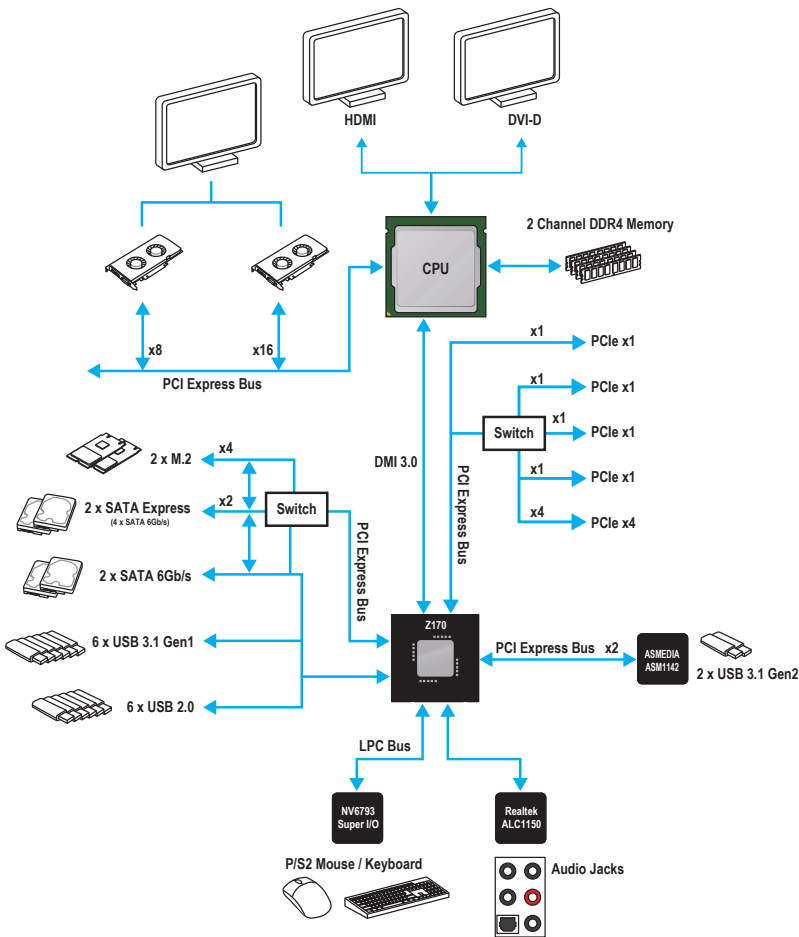 HDMI
DVI-D
2 Channel DDR4 Memory
CPU
x8
x16
PCI Express Bus
x1
PCIe x1
x1
PCIe x1
Switch
x1
PCIe x1
x1
PCIe x1
x4
PCIe x4
DMI 3.0
PCI Express Bus
2 x M.2
x4
2 x SATA Express
(4 x SATA 6Gb/s)
x2
Switch
2 x SATA 6Gb/s
PCI Express Bus
6 x USB 3.1 Gen1
6 x USB 2.0
Z170
PCI Express Bus x2
ASMEDIA
ASM1142
2 x USB 3.1 Gen2
LPC Bus
NV6793
Super I/O
Realtek
ALC1150
P/S2 Mouse / Keyboard
Audio Jacks